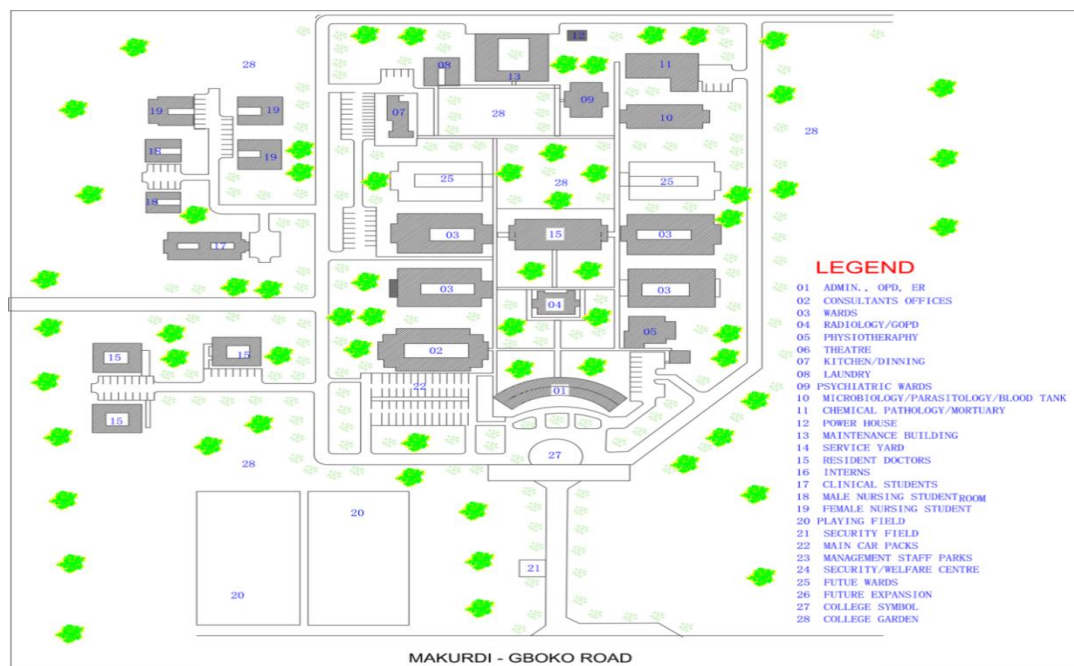 12
28
08
11
13
09
19
19
07
28
10
28
18
19
25
28
25
18
03
15
03
17
03
03
04
05
15
15
02
22
01
15
27
28
20
21
20
LEGEND
01 ADMIN., OPD, ER
02 CONSULTANTS OFFICES
03 WARDS
04 RADIOLOGY/GOPD
05 PHYSIOTHERAPHY
06 THEATRE
07 KITCHEN/DINNING
08 LAUNDRY
09 PSYCHIATRIC WARDS
10 MICROBIOLOGY/PARASITOLOGY/BLOOD TANK
11 CHEMICAL PATHOLOGY/MORTUARY
12 POWER HOUSE
13 MAINTENANCE BUILDING
14 SERVICE YARD
15 RESIDENT DOCTORS
16 INTERNS
17 CLINICAL STUDENTS
18 MALE NURSING STUDENT ROOM
19 FEMALE NURSING STUDENT
20 PLAYING FIELD
21 SECURITY FIELD
22 MAIN CAR PACKS
23 MANAGEMENT STAFF PARKS
24 SECURITY/WELFARE CENTRE
25 FUTUE WARDS
26 FUTURE EXPANSION
27 COLLEGE SYMBOL
28 COLLEGE GARDEN
MAKURDI - GBOKO ROAD